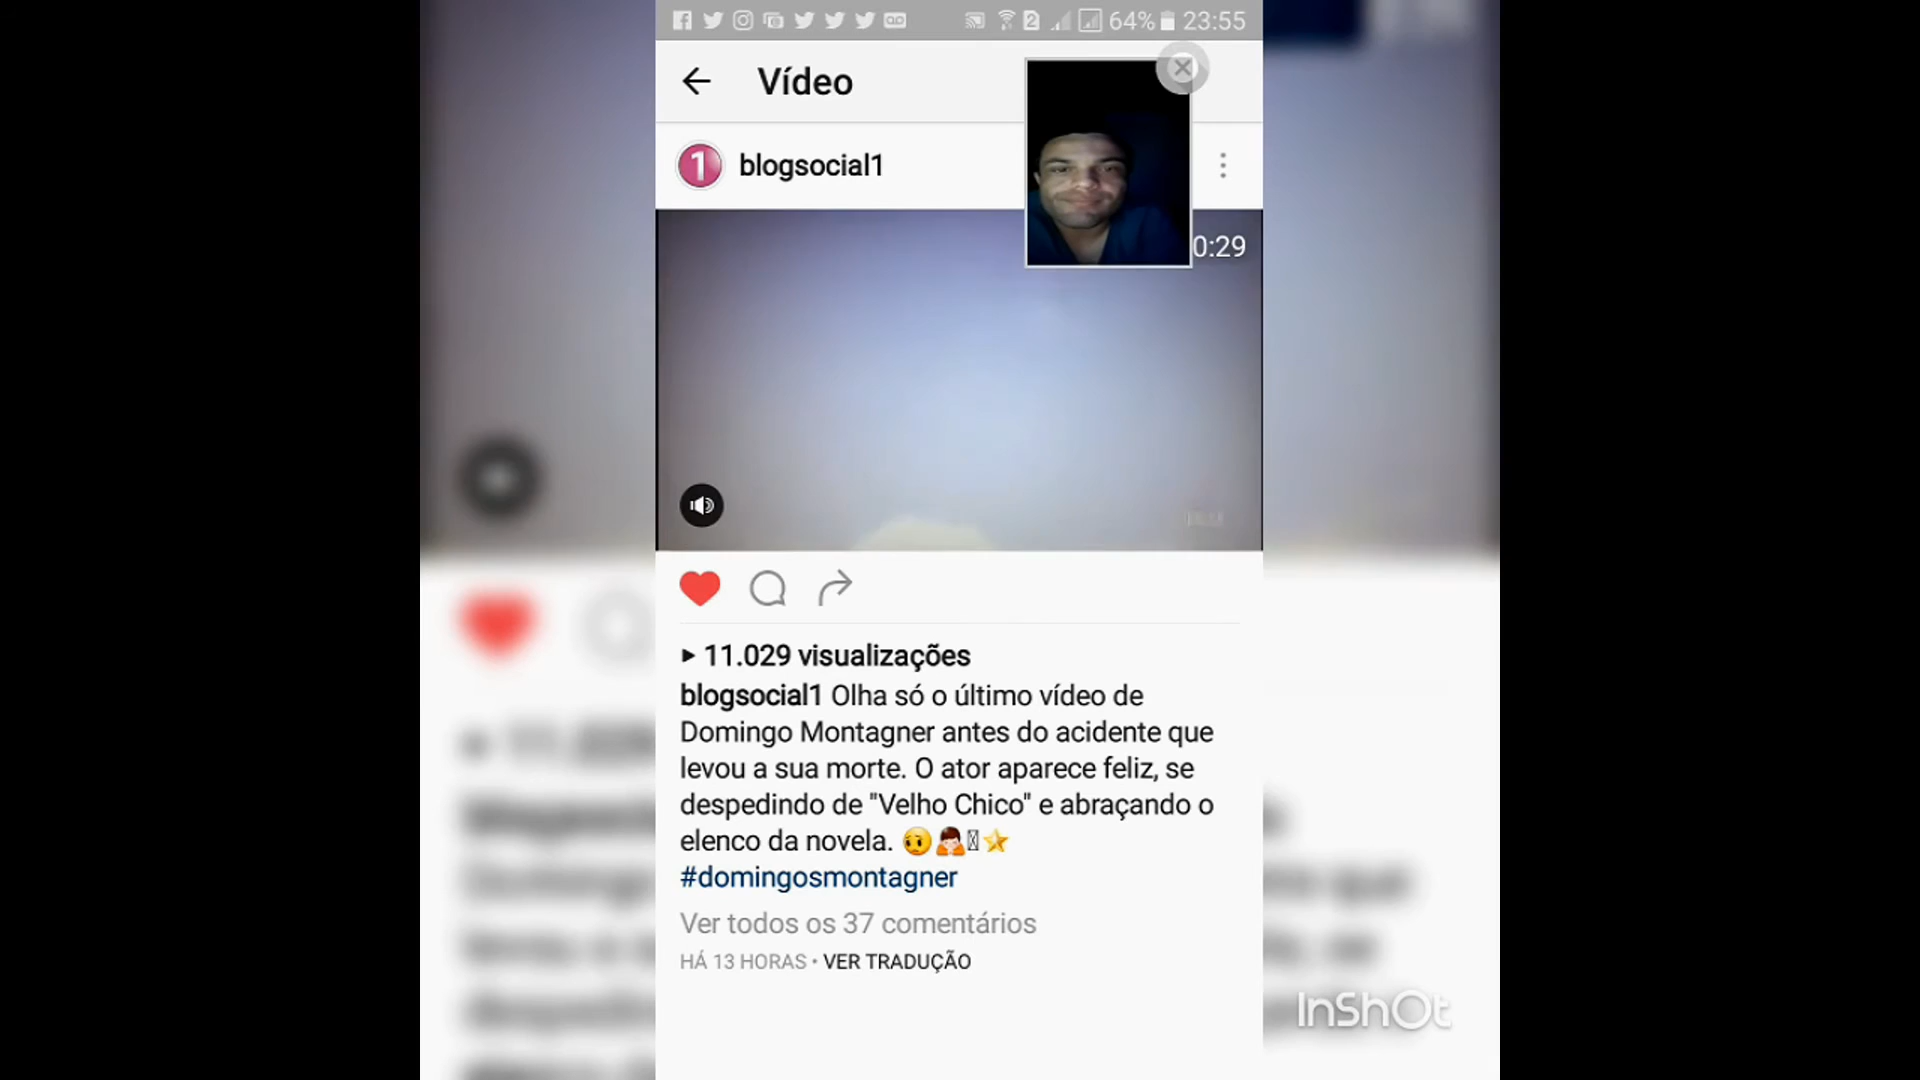 64% 23:55
Vídeo
1 blogsocial1
0:29
11.029 visualizações
blogsocial1 Olha só o último vídeo de
Domingo Montagner antes do acidente que
levou a sua morte. O ator aparece feliz, se
despedindo de "Velho Chico" e abraçando o
elenco da novela.
#domingosmontagner
Ver todos os 37 comentários
HÁ 13 HORAS • VER TRADUÇÃO
InShOt